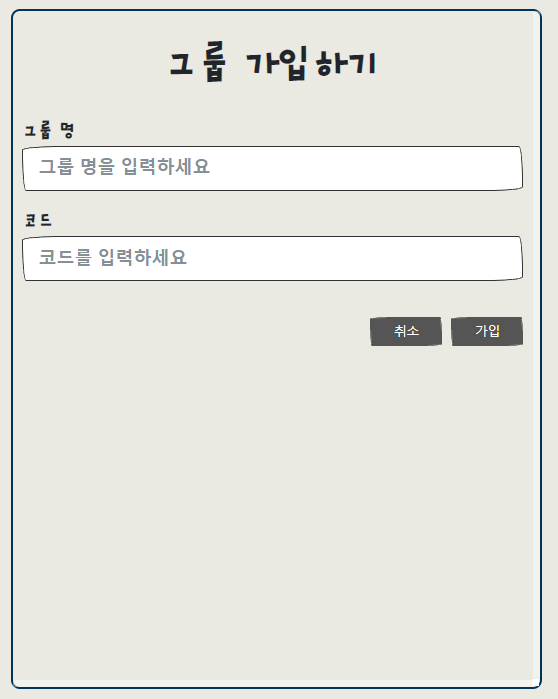 그룹 가입하기
그룹 명
그룹 명을 입력하세요
코드
코드를 입력하세요
취소 가입